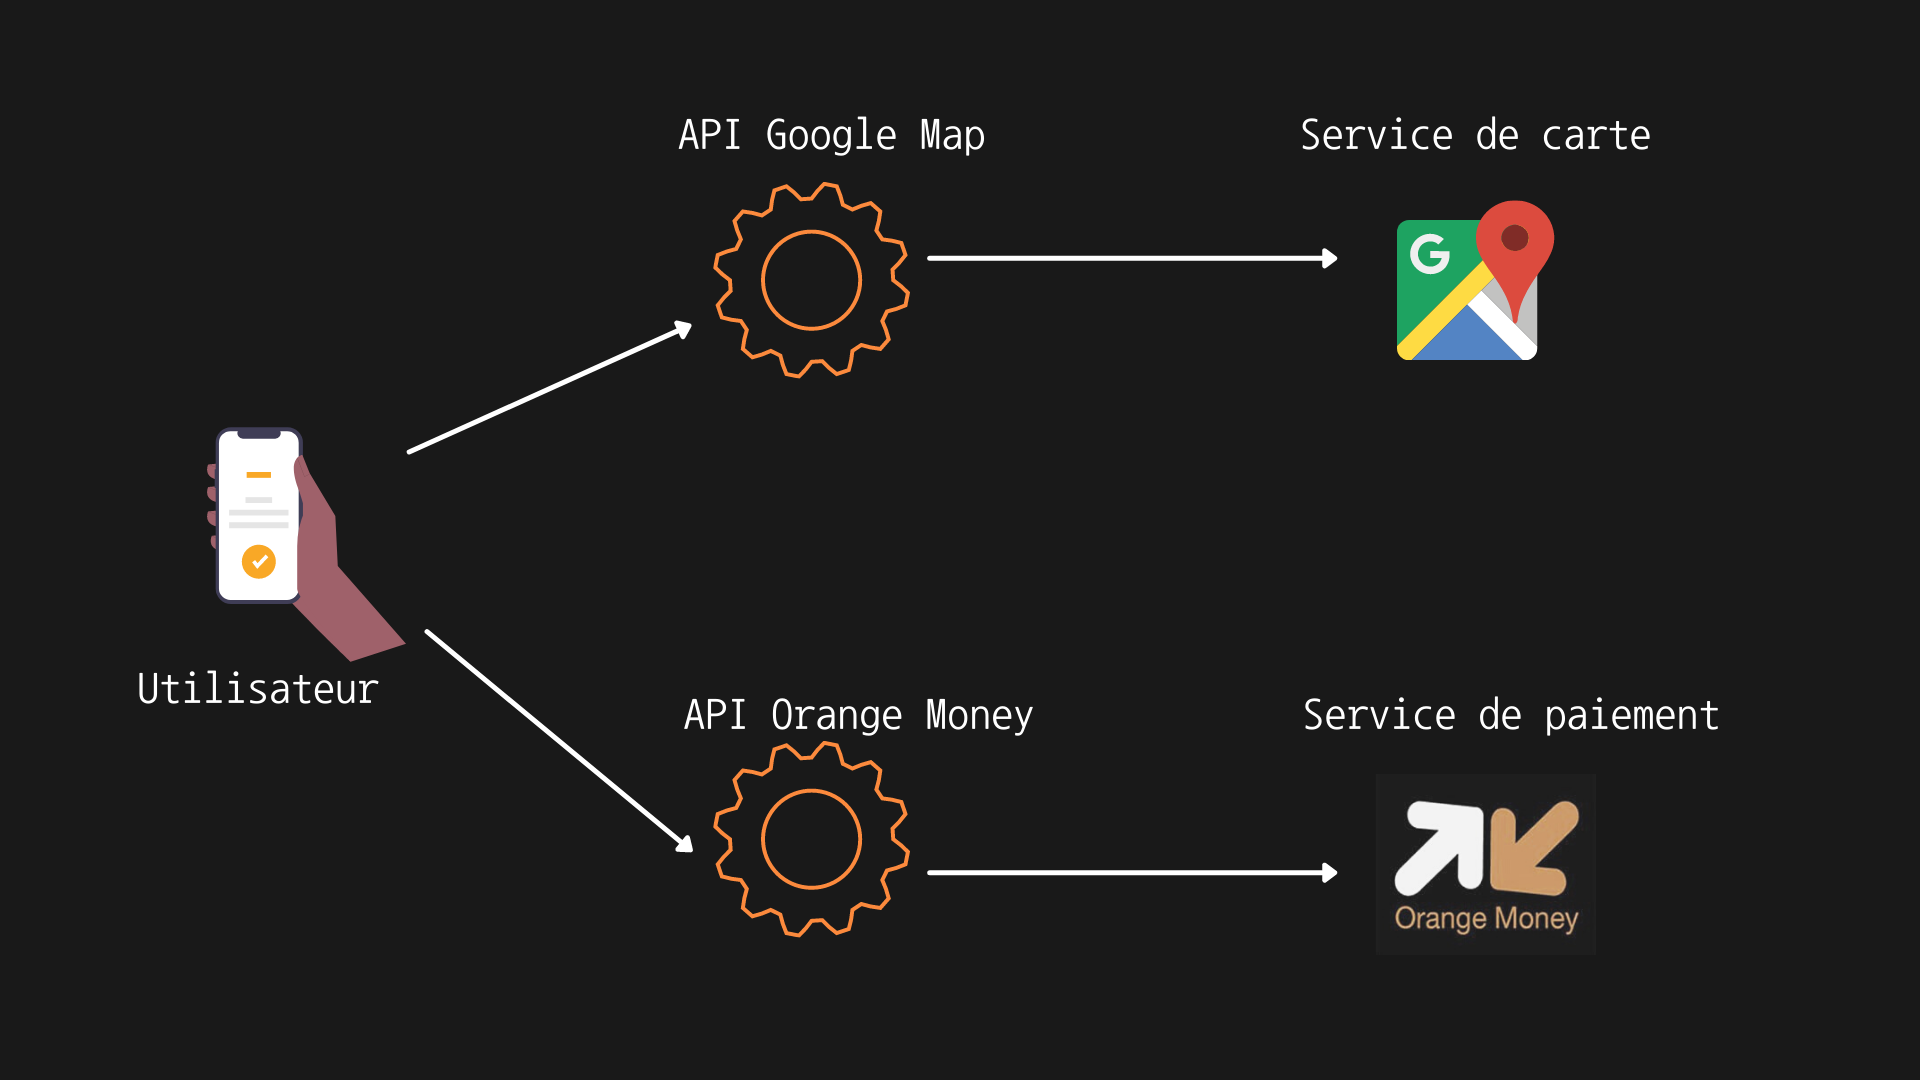 API Google Map
Service de carte
G
Utilisateur
API Orange Money
Service de paiement
Orange Money